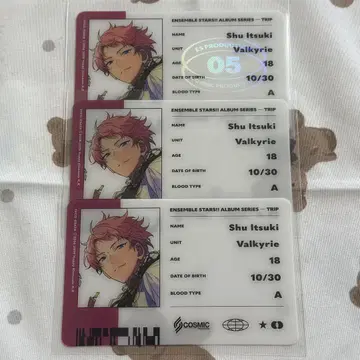 ENSEMBLE STARS!! ALBUM SERIES — TRIP
NAME Shu Itsuki
UNIT Valkyrie
AGE 18
DATE OF BIRTH 10/30
BLOOD TYPE A
ES PRODUC
05
ENSEMBLE STARS!! ALBUM SERIES — TRIP
NAME Shu Itsuki
UNIT Valkyrie
AGE 18
DATE OF BIRTH 10/30
BLOOD TYPE A
ENSEMBLE STARS!! ALBUM SERIES — TRIP
NAME Shu Itsuki
UNIT Valkyrie
AGE 18
DATE OF BIRTH 10/30
BLOOD TYPE A
COSMIC